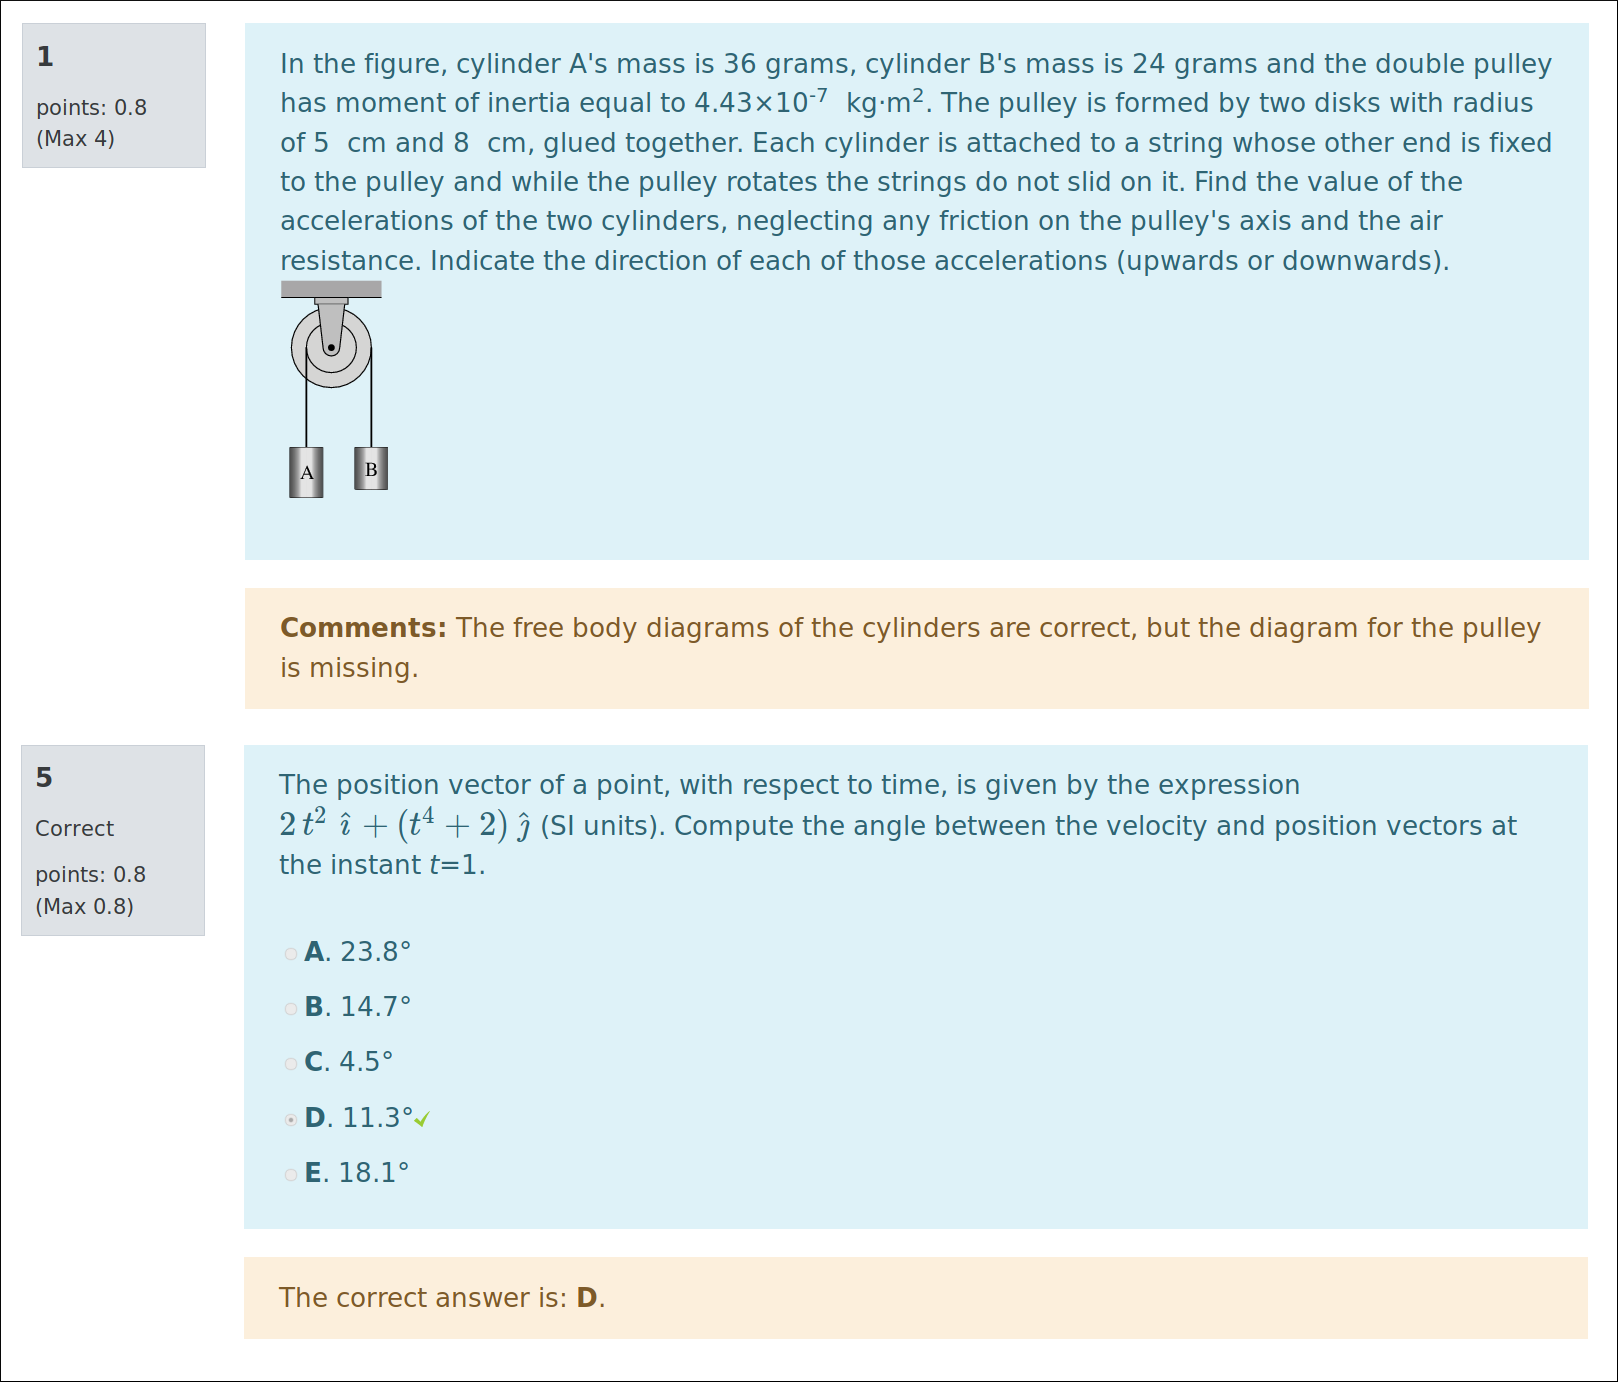 1
points: 0.8
(Max 4)
In the figure, cylinder A's mass is 36 grams, cylinder B's mass is 24 grams and the double pulley
has moment of inertia equal to 4.43×10⁻⁷ kg·m². The pulley is formed by two disks with radius
of 5 cm and 8 cm, glued together. Each cylinder is attached to a string whose other end is fixed
to the pulley and while the pulley rotates the strings do not slid on it. Find the value of the
accelerations of the two cylinders, neglecting any friction on the pulley's axis and the air
resistance. Indicate the direction of each of those accelerations (upwards or downwards).
A B
Comments: The free body diagrams of the cylinders are correct, but the diagram for the pulley
is missing.
5
Correct
points: 0.8
(Max 0.8)
The position vector of a point, with respect to time, is given by the expression
2 t² î + (t⁴ + 2) ĵ (SI units). Compute the angle between the velocity and position vectors at
the instant t=1.
A. 23.8°
B. 14.7°
C. 4.5°
D. 11.3°✓
E. 18.1°
The correct answer is: D.